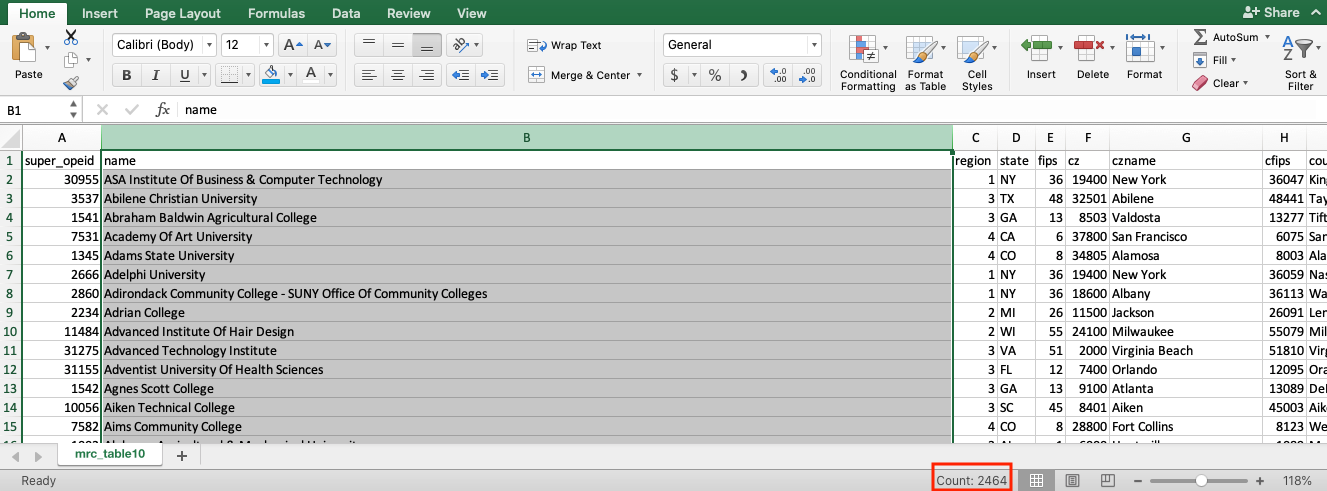 Home Insert Page Layout Formulas Data Review View Share
Calibri (Body) 12 A A Wrap Text General AutoSum
Fill
Paste B I U A Merge & Center $ % Conditional Formatting Format as Table Cell Styles Insert Delete Format Clear Sort & Filter
B1 fx name
A B C D E F G H
1 super_opeid name region state fips cz czname cfips cou
2 30955 ASA Institute Of Business & Computer Technology 1 NY 36 19400 New York 36047 King
3 3537 Abilene Christian University 3 TX 48 32501 Abilene 48441 Tay
4 1541 Abraham Baldwin Agricultural College 3 GA 13 8503 Valdosta 13277 Tift
5 7531 Academy Of Art University 4 CA 6 37800 San Francisco 6075 San
6 1345 Adams State University 4 CO 8 34805 Alamosa 8003 Ala
7 2666 Adelphi University 1 NY 36 19400 New York 36059 Nas
8 2860 Adirondack Community College - SUNY Office Of Community Colleges 1 NY 36 18600 Albany 36113 Wa
9 2234 Adrian College 2 MI 26 11500 Jackson 26091 Len
10 11484 Advanced Institute Of Hair Design 2 WI 55 24100 Milwaukee 55079 Mil
11 31275 Advanced Technology Institute 3 VA 51 2000 Virginia Beach 51810 Virg
12 31155 Adventist University Of Health Sciences 3 FL 12 7400 Orlando 12095 Ora
13 1542 Agnes Scott College 3 GA 13 9100 Atlanta 13089 Del
14 10056 Aiken Technical College 3 SC 45 8401 Aiken 45003 Aike
15 7582 Aims Community College 4 CO 8 28800 Fort Collins 8123 We
mrc_table10 +
Ready Count: 2464 118%